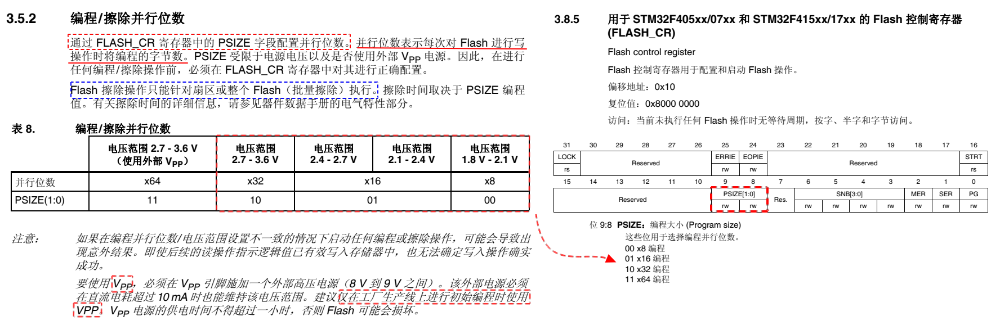 3.5.2 编程/擦除并行位数
通过 FLASH_CR 寄存器中的 PSIZE 字段配置并行位数。并行位数表示每次对 Flash 进行写
操作时将编程的字节数。PSIZE 受限于电源电压以及是否使用外部 VPP 电源。因此，在进行
任何编程/擦除操作前，必须在 FLASH_CR 寄存器中对其进行正确配置。
Flash 擦除操作只能针对扇区或整个 Flash（批量擦除）执行。擦除时间取决于 PSIZE 编程
值。有关擦除时间的详细信息，请参见器件数据手册的电气特性部分。
表 8. 编程/擦除并行位数
电压范围 2.7 - 3.6 V
（使用外部 VPP）
电压范围
2.7 - 3.6 V
电压范围
2.4 - 2.7 V
电压范围
2.1 - 2.4 V
电压范围
1.8 V - 2.1 V
并行位数 x64 x32 x16 x8
PSIZE(1:0) 11 10 01 00
注意： 如果在编程并行位数/电压范围设置不一致的情况下启动任何编程或擦除操作，可能会导致出
现意外结果。即使后续的读操作指示逻辑值已有效写入存储器中，也无法确定写入操作确实
成功。
要使用 VPP，必须在 VPP 引脚施加一个外部高压电源（8 V 到 9 V 之间）。该外部电源必须
在直流电耗超过 10 mA 时也能维持该电压范围。建议仅在工厂生产线上进行初始编程时使用
VPP。VPP 电源的供电时间不得超过一小时，否则 Flash 可能会损坏。
3.8.5 用于 STM32F405xx/07xx 和 STM32F415xx/17xx 的 Flash 控制寄存器
(FLASH_CR)
Flash control register
Flash 控制寄存器用于配置和启动 Flash 操作。
偏移地址：0x10
复位值：0x8000 0000
访问：当前未执行任何 Flash 操作时无等待周期，按字、半字和字节访问。
31 30 29 28 27 26 25 24 23 22 21 20 19 18 17 16
LOCK Reserved ERRIE EOPIE Reserved STRT
rs rw rw rs
15 14 13 12 11 10 9 8 7 6 5 4 3 2 1 0
Reserved PSIZE[1:0] Res. SNB[3:0] MER SER PG
rw rw rw rw rw rw rw rw rw
位 9:8 PSIZE：编程大小 (Program size)
这些位用于选择编程并行位数。
00 x8 编程
01 x16 编程
10 x32 编程
11 x64 编程